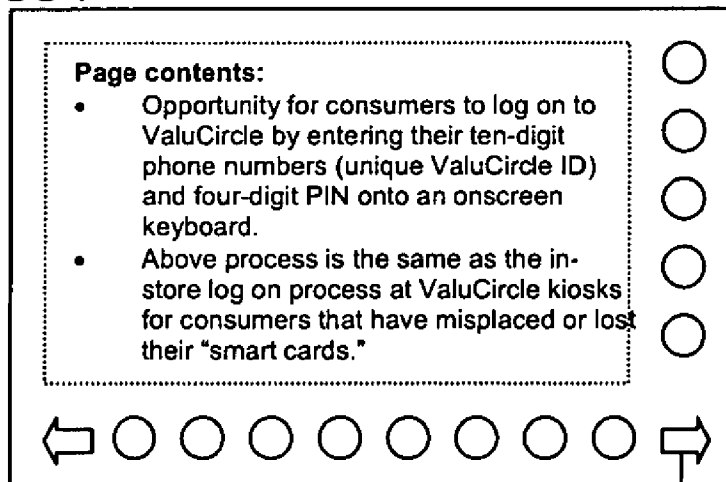 Page contents:
• Opportunity for consumers to log on to
ValuCircle by entering their ten-digit
phone numbers (unique ValuCircle ID)
and four-digit PIN onto an onscreen
keyboard.
• Above process is the same as the in-
store log on process at ValuCircle kiosks
for consumers that have misplaced or lost
their "smart cards."